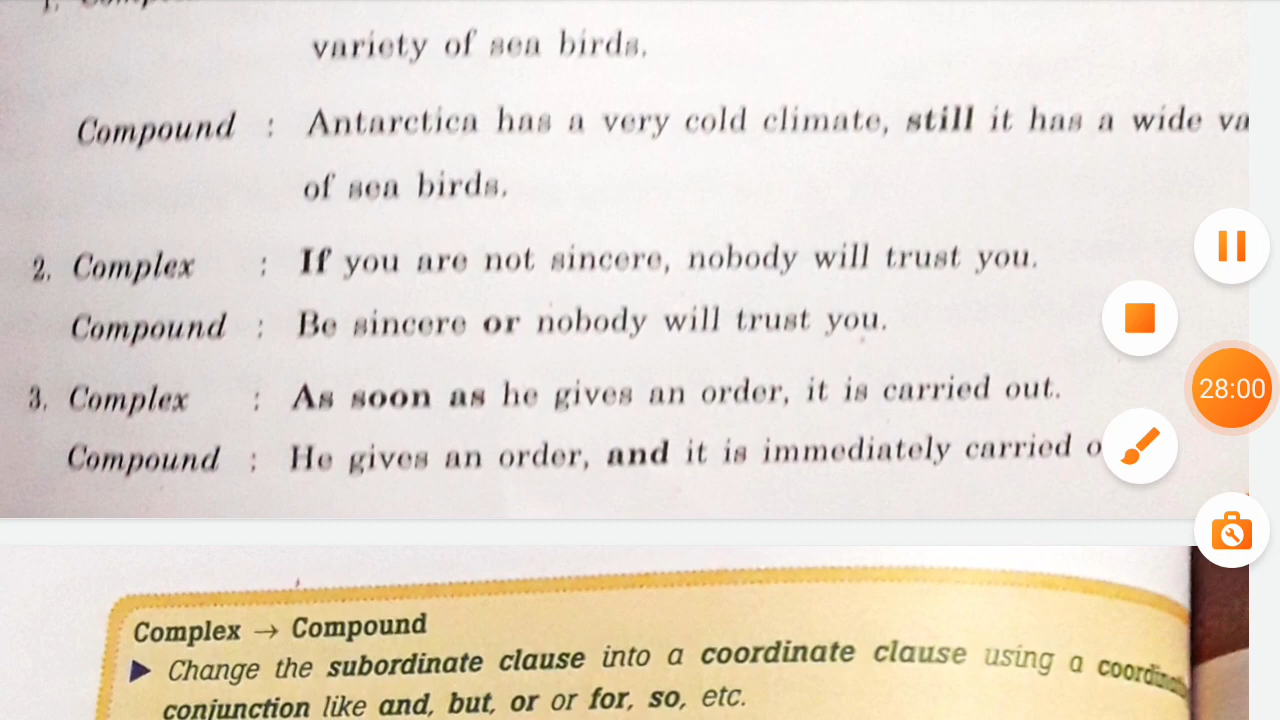 1.
variety of sea birds.
Compound : Antarctica has a very cold climate, still it has a wide
of sea birds.
2. Complex : If you are not sincere, nobody will trust you.
Compound : Be sincere or nobody will trust you.
3. Complex : As soon as he gives an order, it is carried out.
28:00
Compound : He gives an order, and it is immediately carried
Complex → Compound
▶ Change the subordinate clause into a coordinate clause using a
conjunction like and, but, or or for, so, etc.